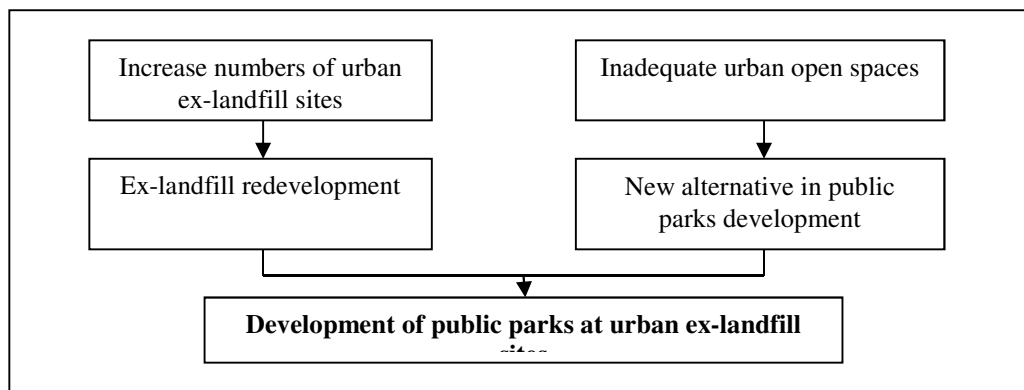 Increase numbers of urban
ex-landfill sites
Inadequate urban open spaces
Ex-landfill redevelopment
New alternative in public
parks development
Development of public parks at urban ex-landfill
sites